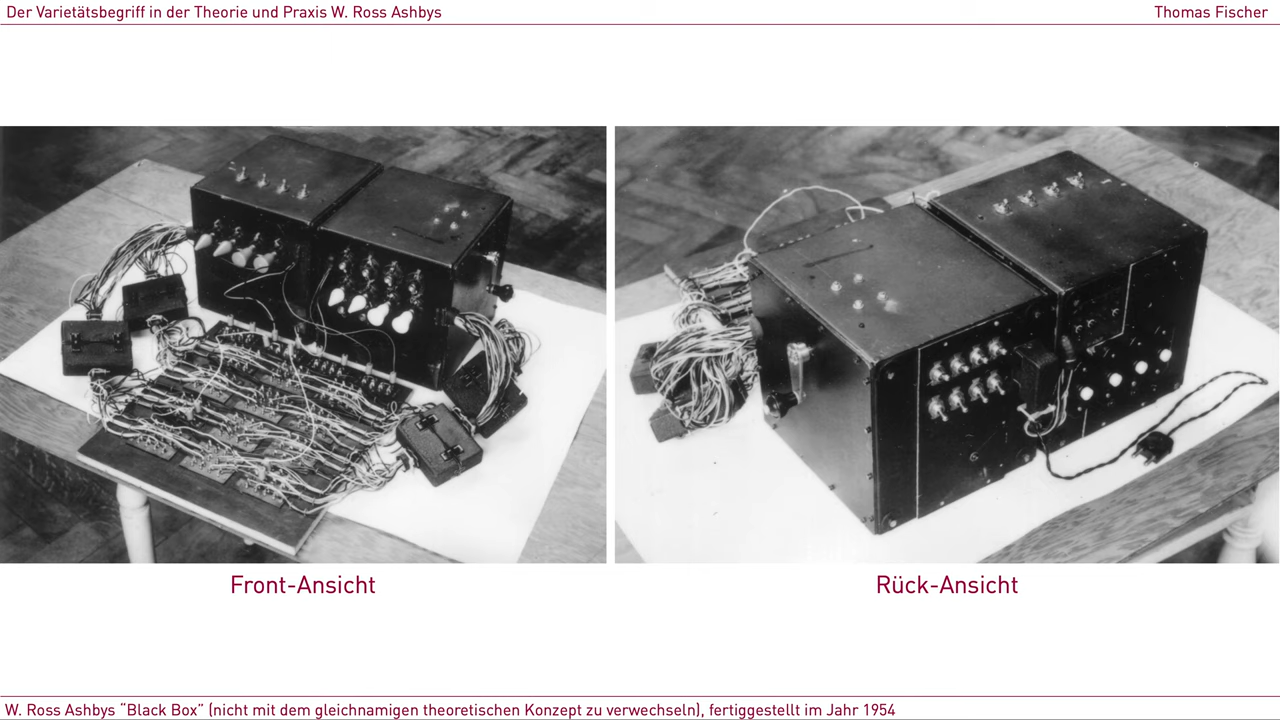 Der Varietätsbegriff in der Theorie und Praxis W. Ross Ashbys
Thomas Fischer
Front-Ansicht
Rück-Ansicht
W. Ross Ashbys “Black Box” (nicht mit dem gleichnamigen theoretischen Konzept zu verwechseln), fertiggestellt im Jahr 1954